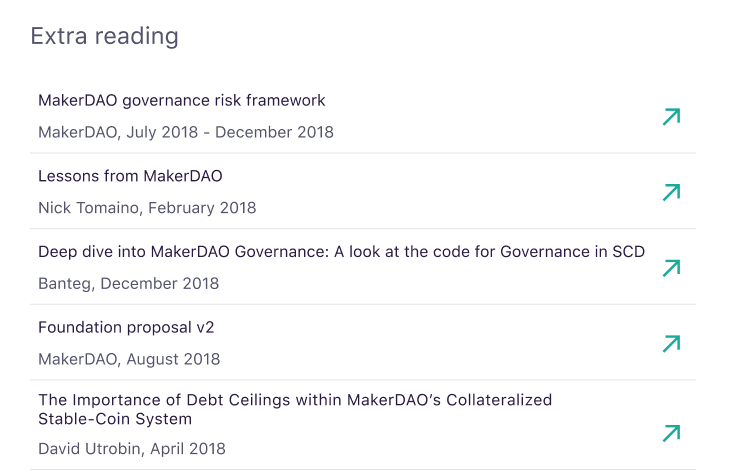 Extra reading
MakerDAO governance risk framework
MakerDAO, July 2018 - December 2018
Lessons from MakerDAO
Nick Tomaino, February 2018
Deep dive into MakerDAO Governance: A look at the code for Governance in SCD
Banteg, December 2018
Foundation proposal v2
MakerDAO, August 2018
The Importance of Debt Ceilings within MakerDAO’s Collateralized
Stable-Coin System
David Utrobin, April 2018